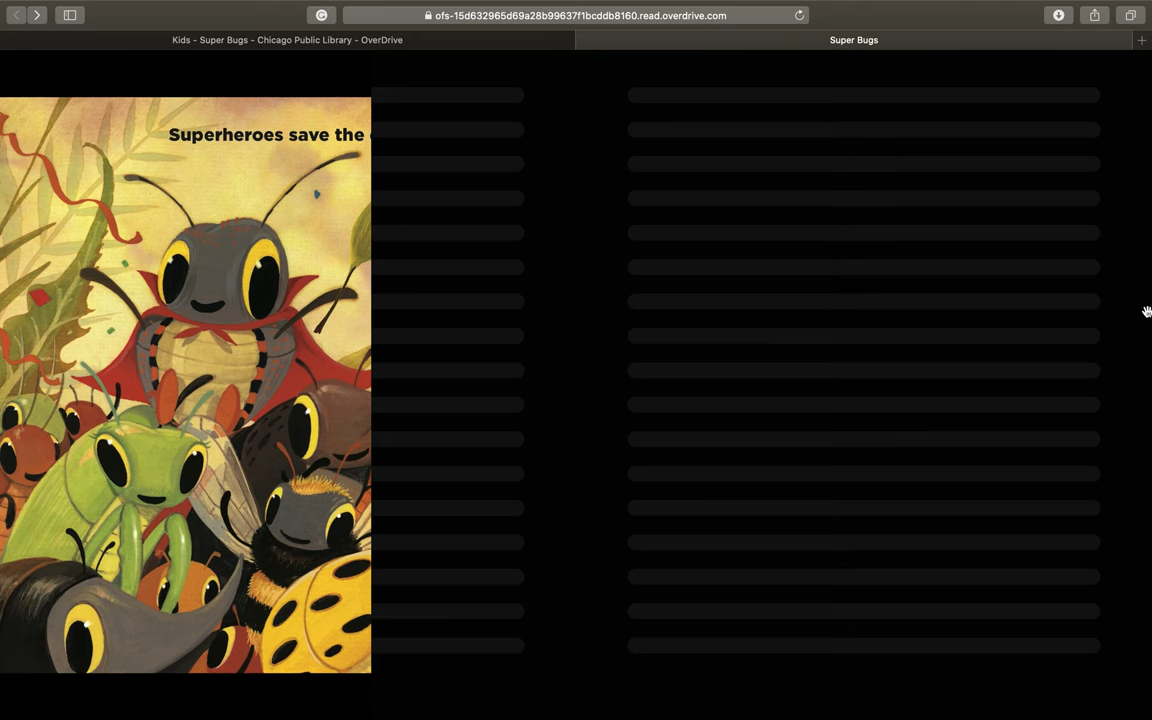 ofs-15d632965d69a28b99637f1bcddb8160.read.overdrive.com
Kids - Super Bugs - Chicago Public Library - OverDrive
Super Bugs
Superheroes save the